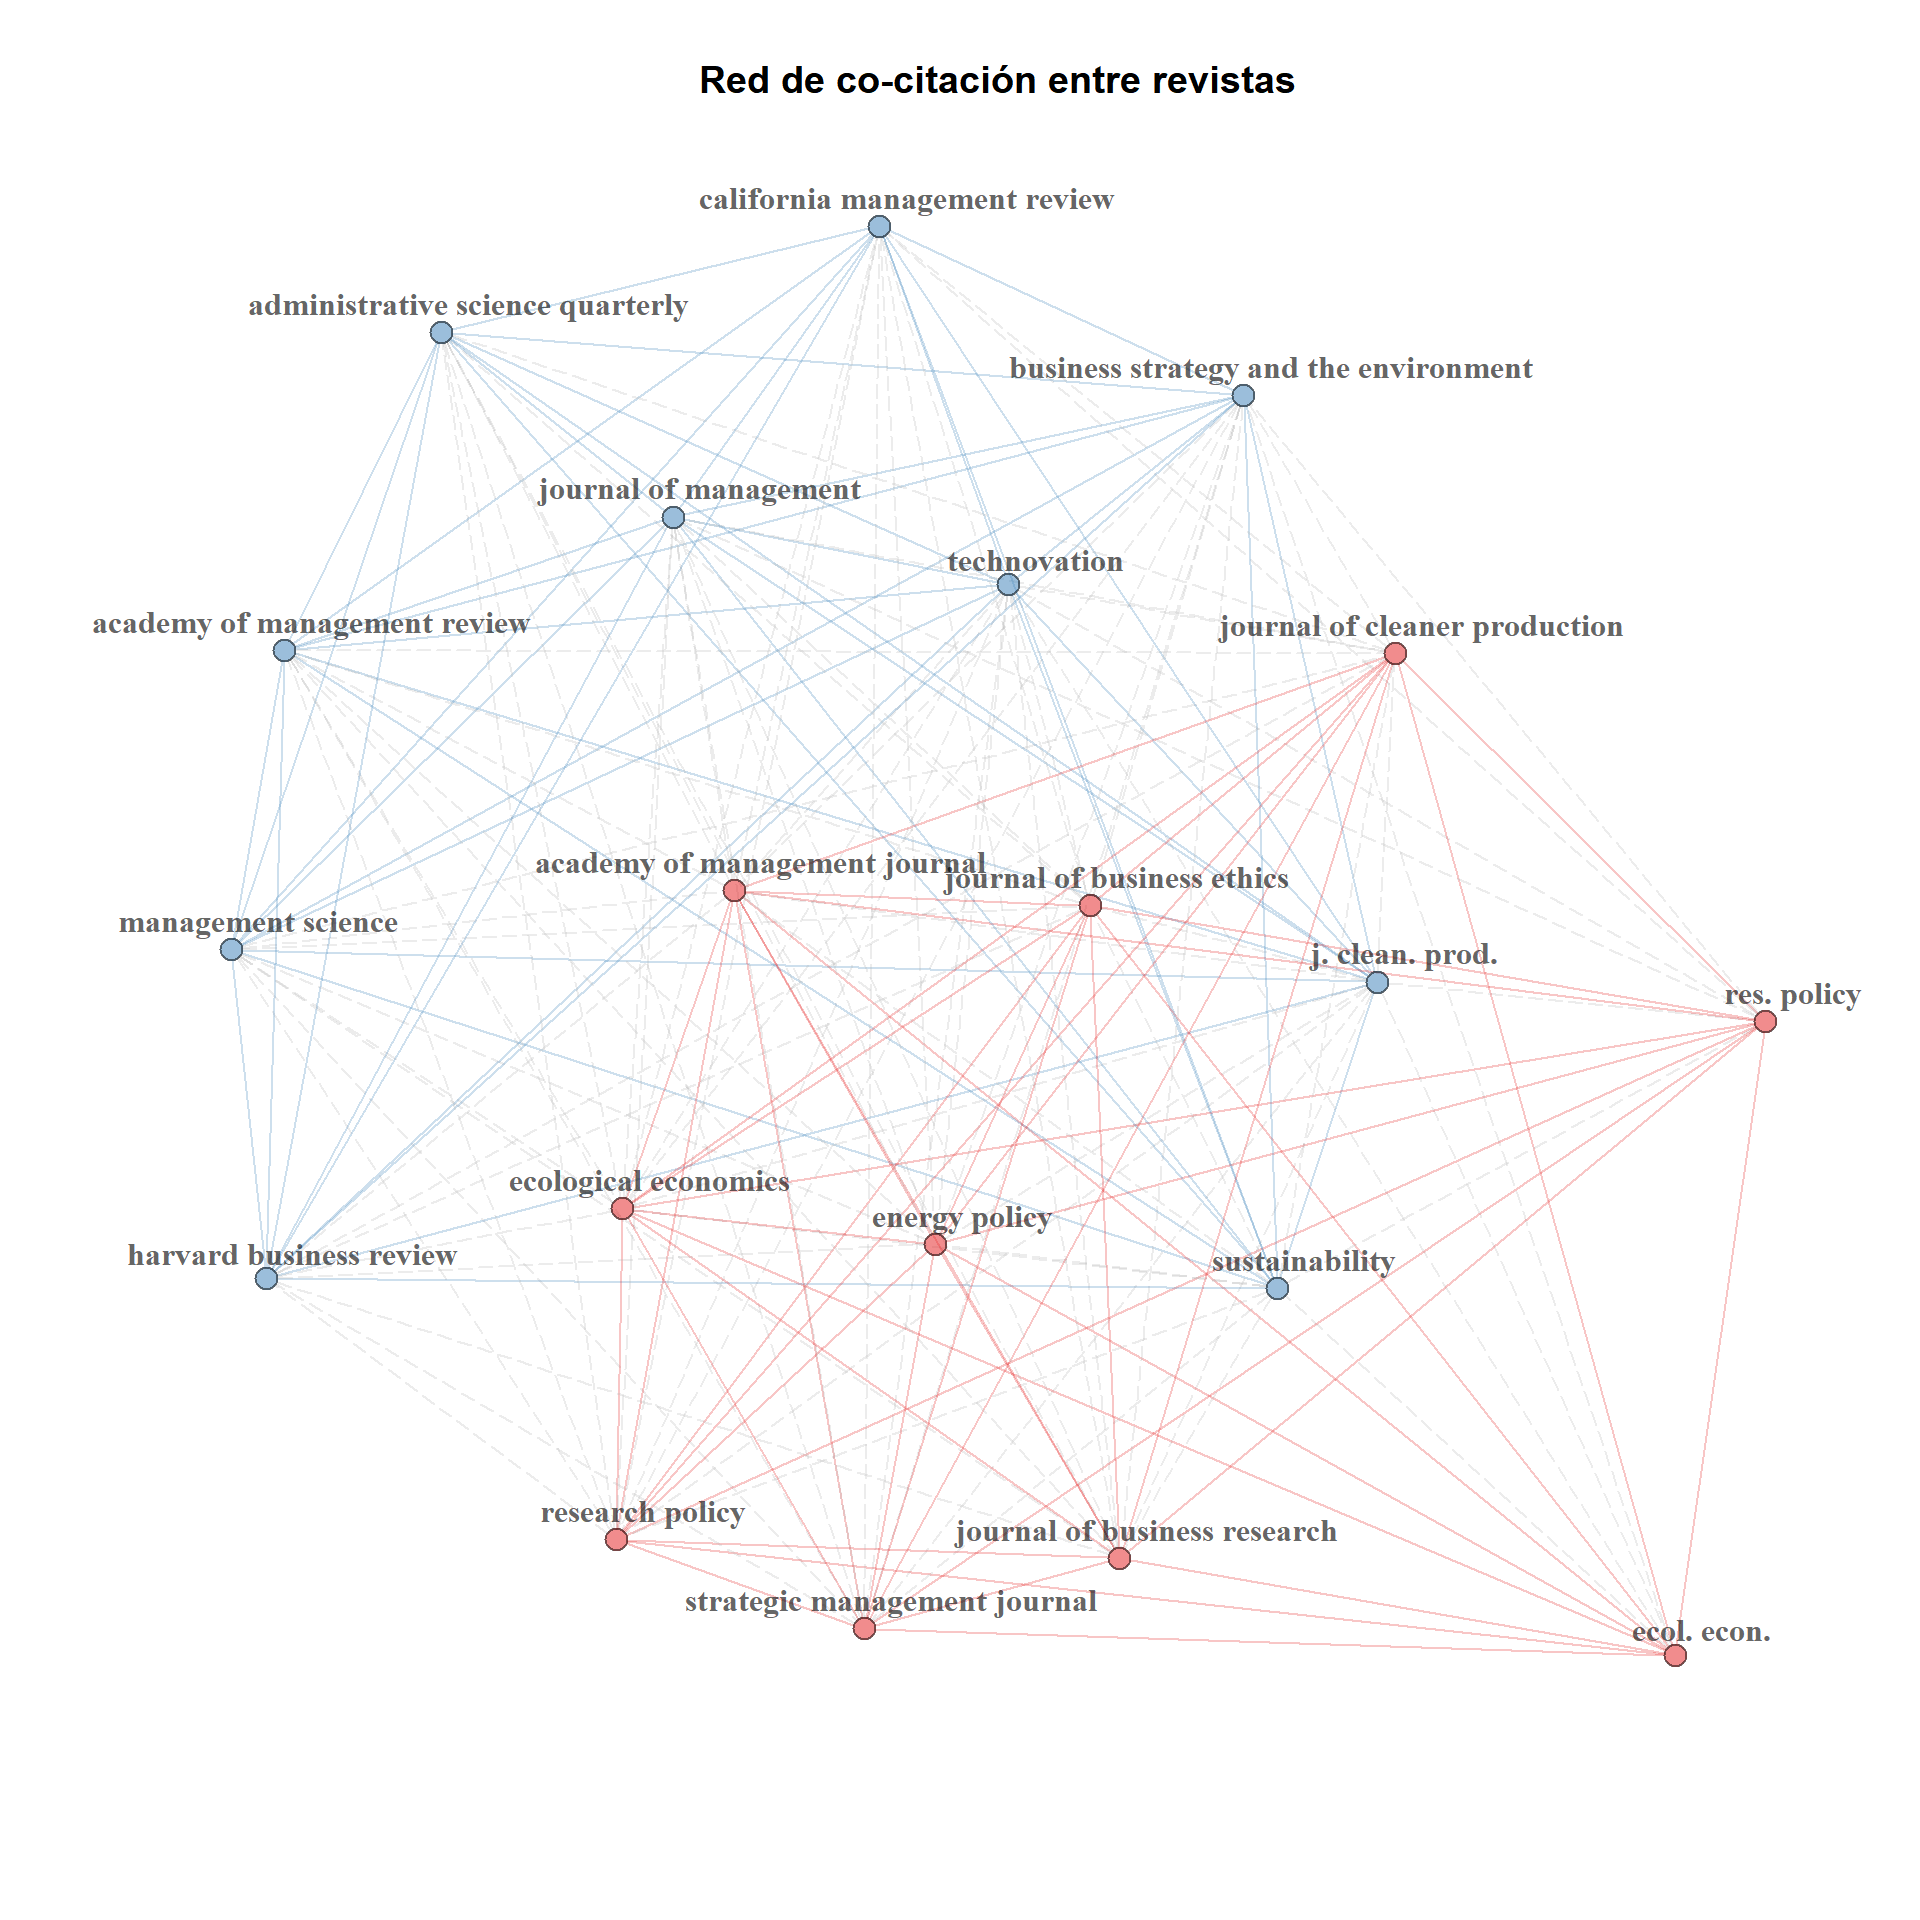 Red de co-citación entre revistas
california management review
administrative science quarterly
business strategy and the environment
journal of management
technovation
academy of management review
journal of cleaner production
academy of management journal
journal of business ethics
management science
j. clean. prod.
res. policy
ecological economics
energy policy
harvard business review
sustainability
research policy
journal of business research
strategic management journal
ecol. econ.